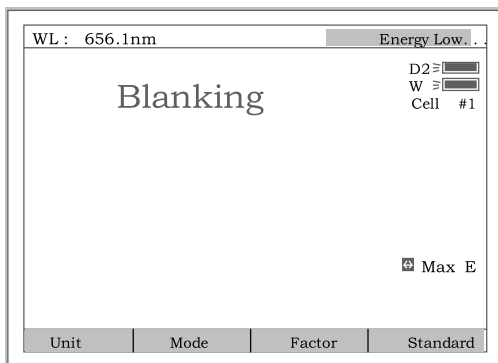 WL : 656.1nm Energy Low. . .
D2
W
Blanking
Cell #1
Max E
Unit Mode Factor Standard